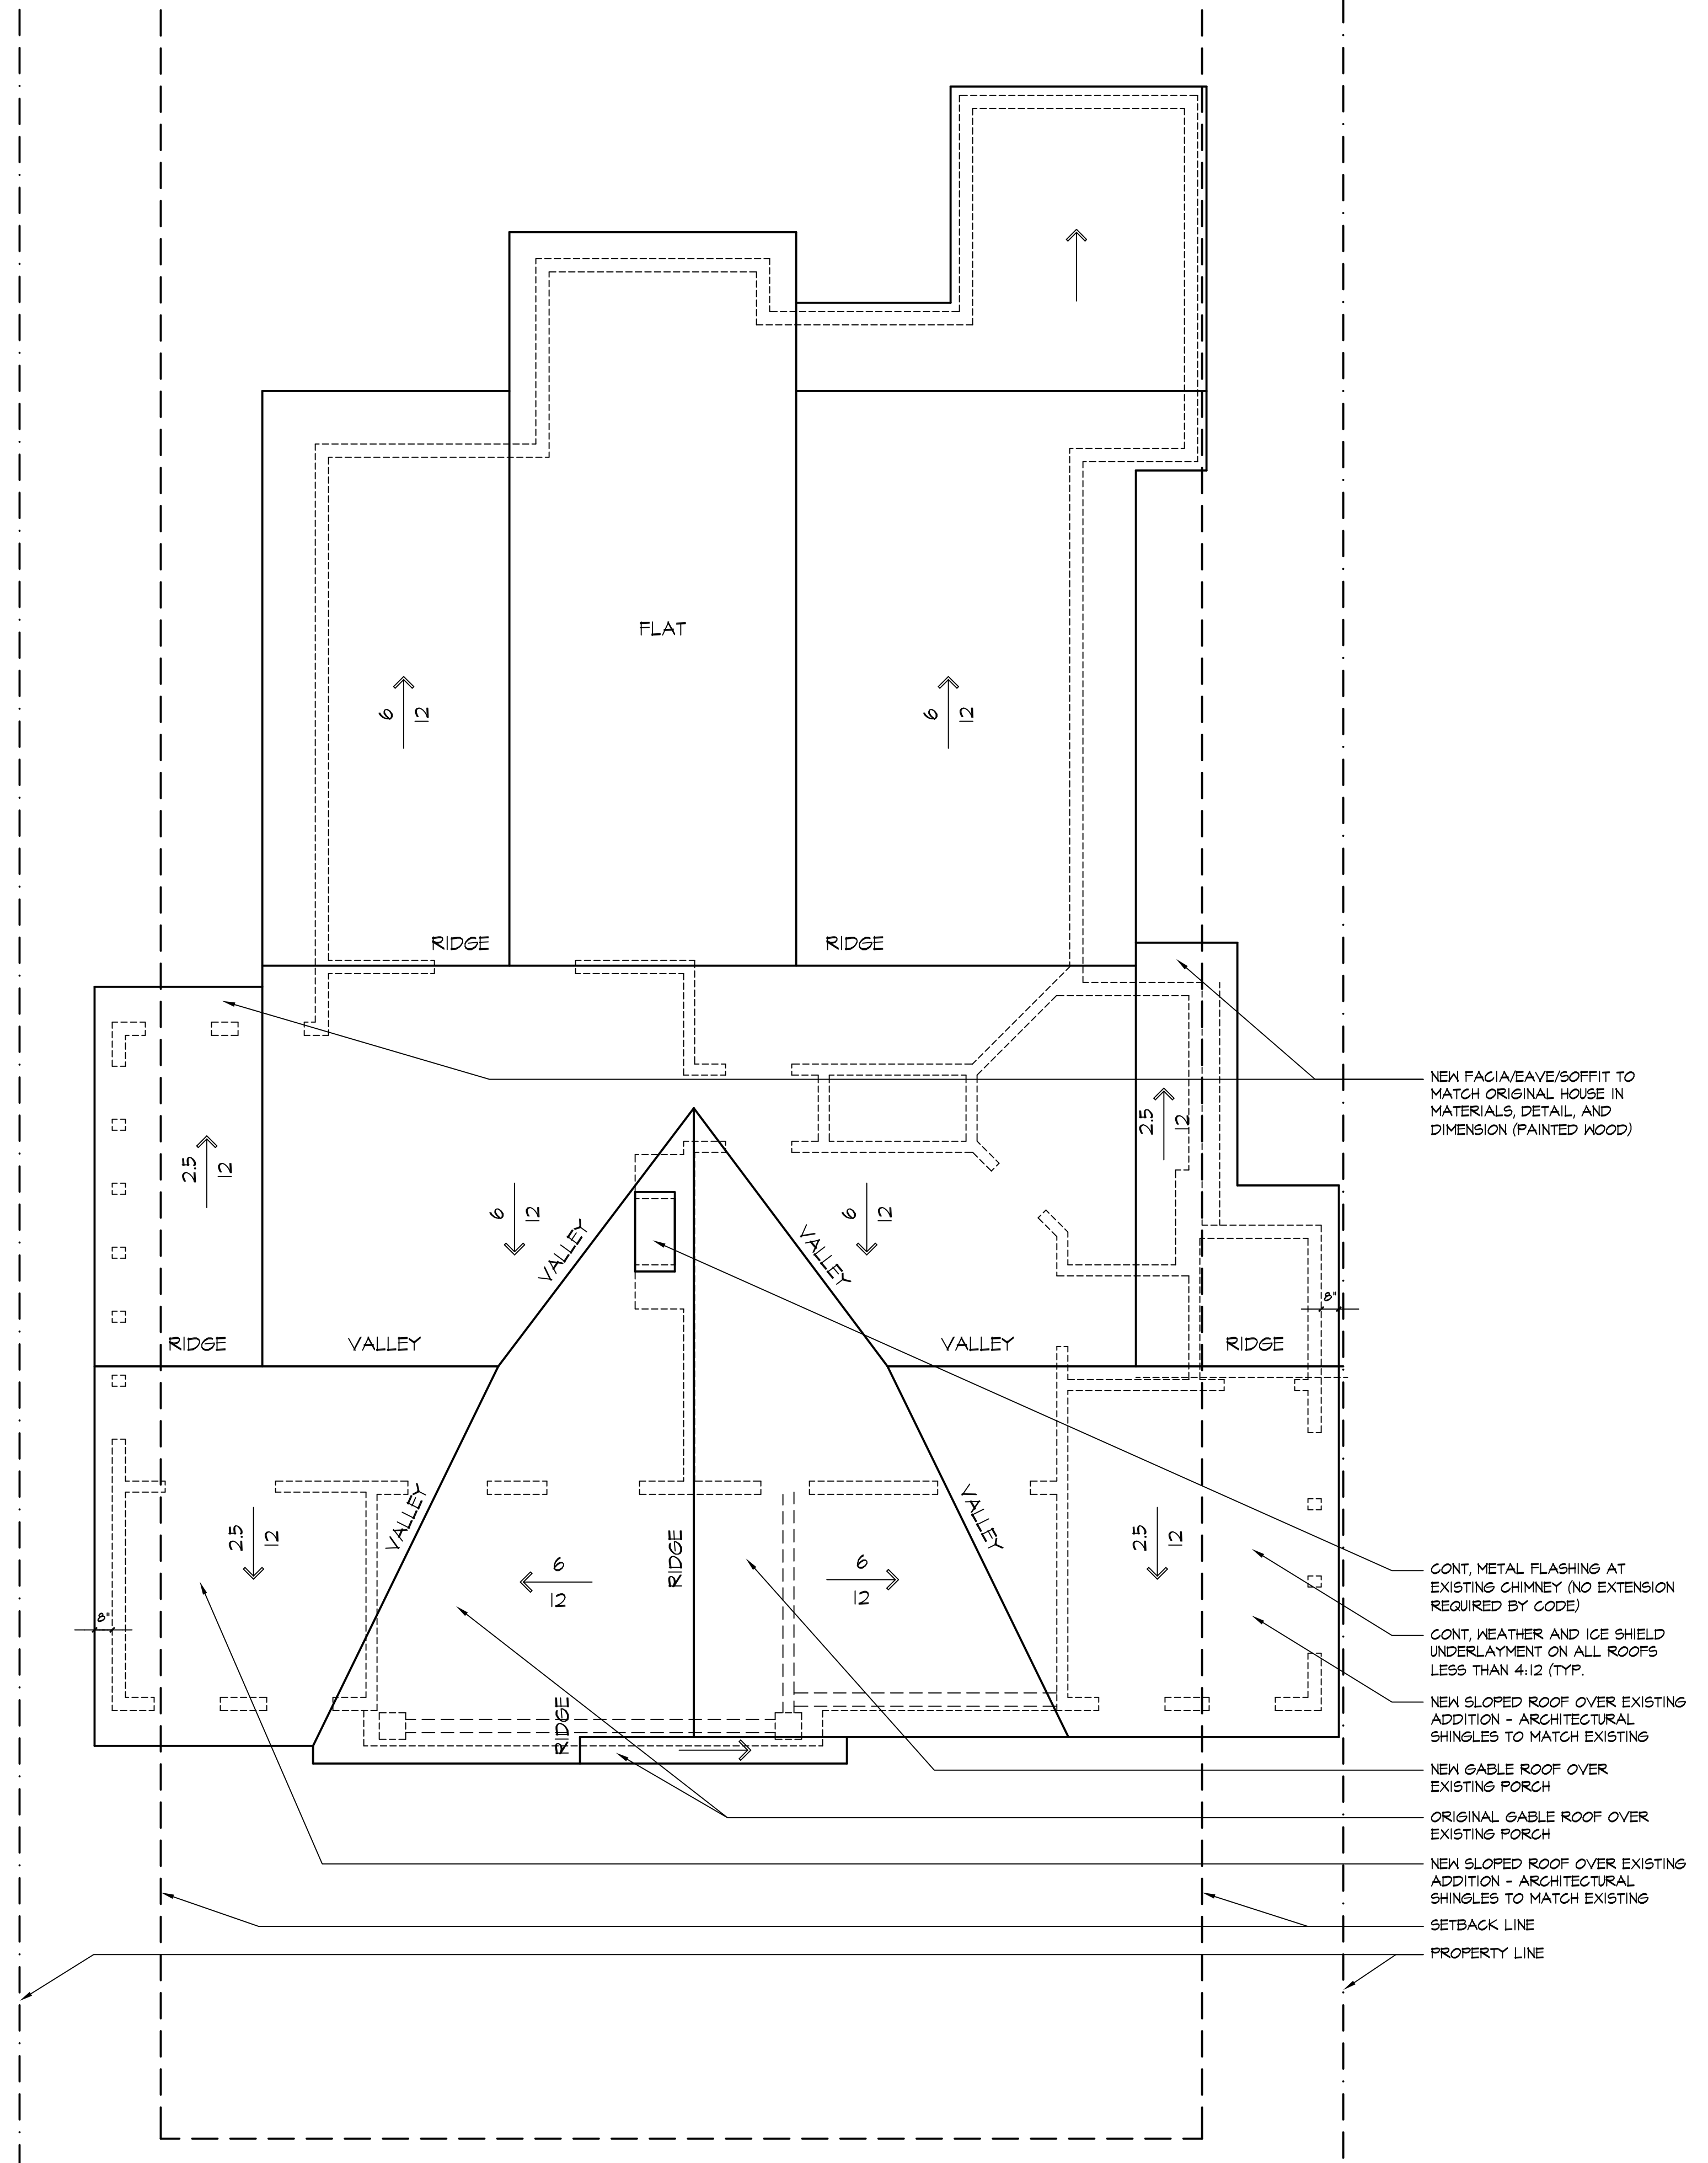 FLAT
6
12
6
12
RIDGE
RIDGE
NEW FACIA/EAVE/SOFFIT TO
MATCH ORIGINAL HOUSE IN
MATERIALS, DETAIL, AND
DIMENSION (PAINTED WOOD)
2.5
12
2.5
12
6
12
VALLEY
6
12
VALLEY
8"
RIDGE
VALLEY
VALLEY
RIDGE
VALLEY
VALLEY
2.5
12
RIDGE
2.5
12
6
12
6
12
8"
CONT, METAL FLASHING AT
EXISTING CHIMNEY (NO EXTENSION
REQUIRED BY CODE)
CONT, WEATHER AND ICE SHIELD
UNDERLAYMENT ON ALL ROOFS
LESS THAN 4:12 (TYP.
NEW SLOPED ROOF OVER EXISTING
ADDITION - ARCHITECTURAL
SHINGLES TO MATCH EXISTING
RIDGE
NEW GABLE ROOF OVER
EXISTING PORCH
ORIGINAL GABLE ROOF OVER
EXISTING PORCH
NEW SLOPED ROOF OVER EXISTING
ADDITION - ARCHITECTURAL
SHINGLES TO MATCH EXISTING
SETBACK LINE
PROPERTY LINE